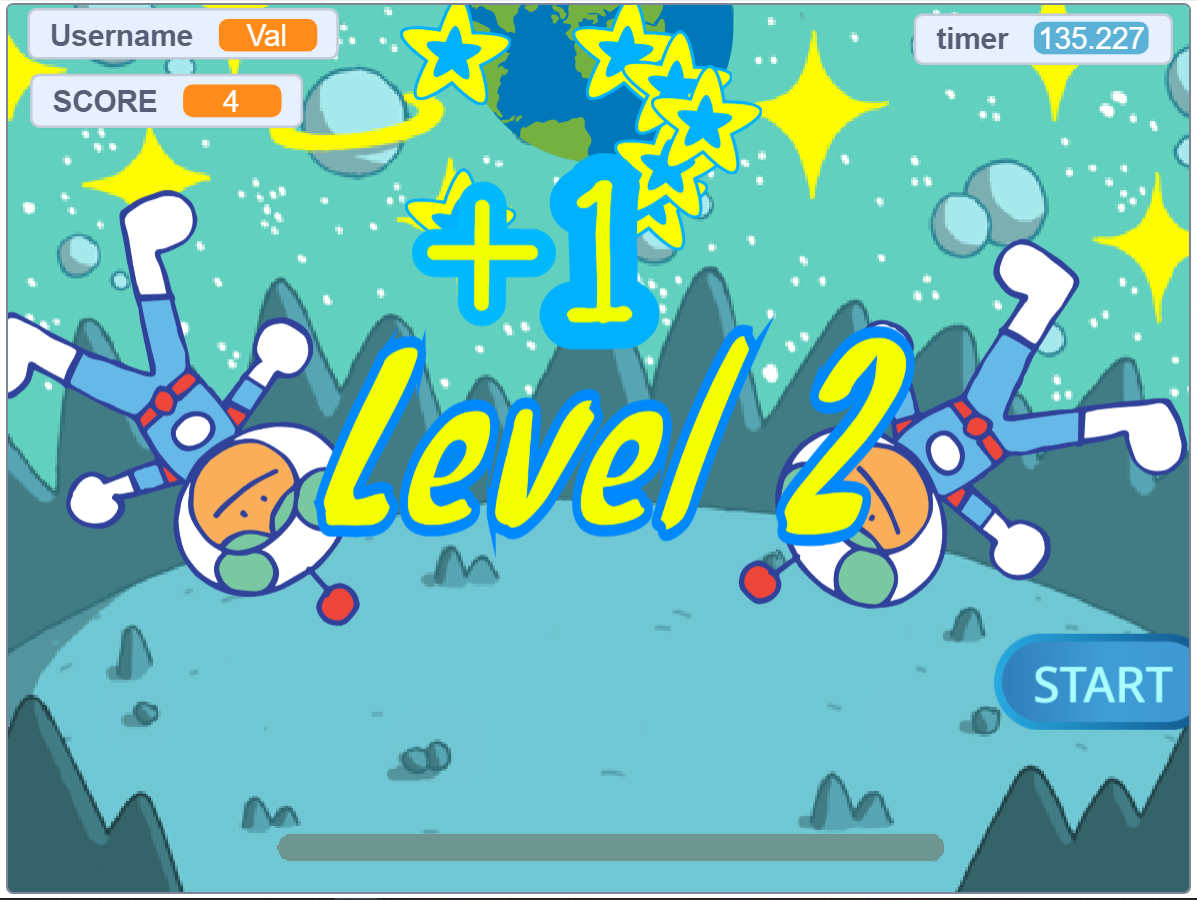 Username Val
timer 135.227
SCORE 4
+1
Level 2
START